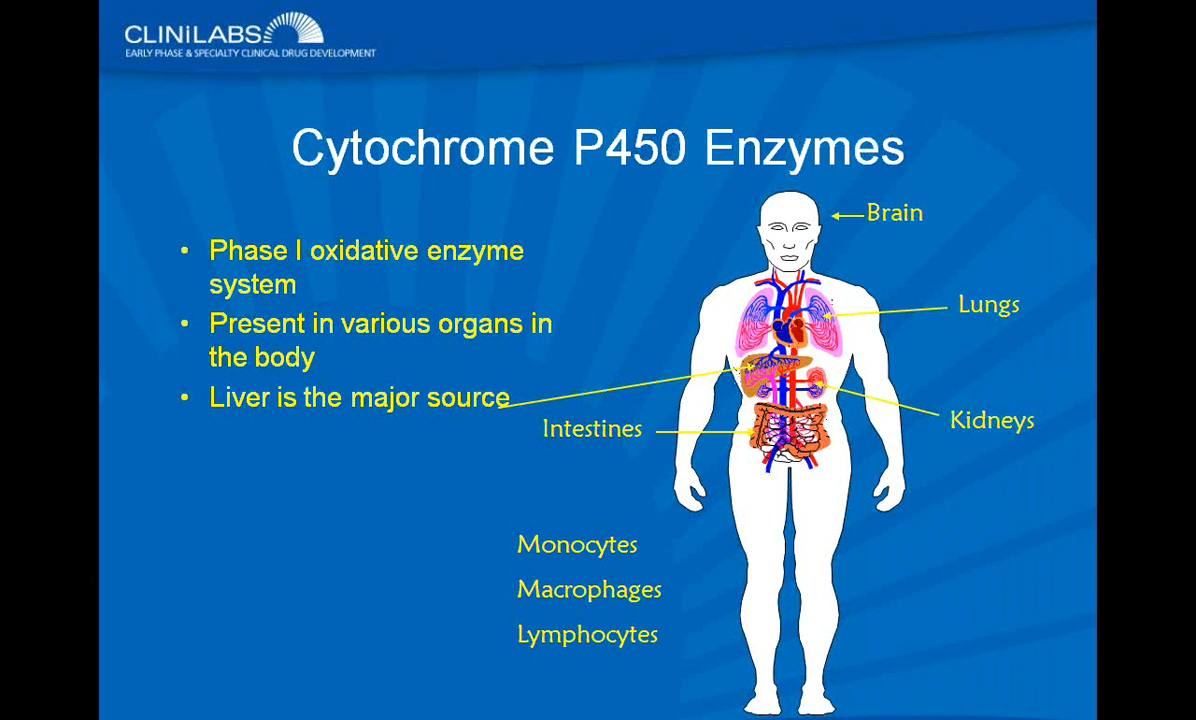 CLINiLABS
EARLY PHASE & SPECIALTY CLINICAL DRUG DEVELOPMENT
Cytochrome P450 Enzymes
• Phase I oxidative enzyme
system
• Present in various organs in
the body
• Liver is the major source
Brain
Lungs
Kidneys
Intestines
Monocytes
Macrophages
Lymphocytes